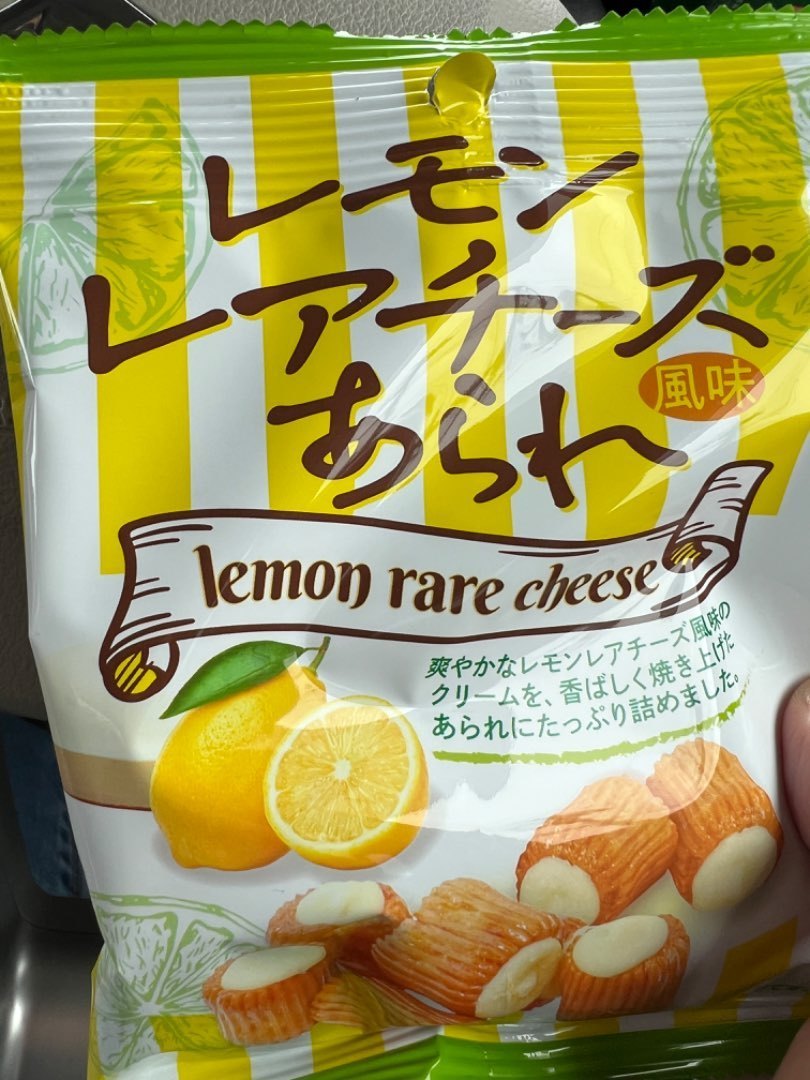 レモン
レアチーズ
あられ
風味
lemon rare cheese
爽やかなレモンレアチーズ風味の
クリームを、香ばしく焼き上げた
あられにたっぷり詰めました。